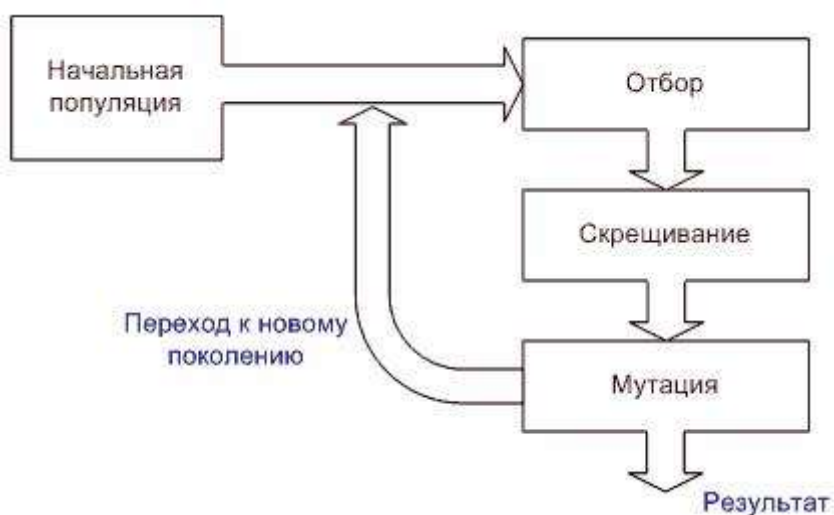 Начальная
популяция
Отбор
Скрещивание
Переход к новому
поколению
Мутация
Результат